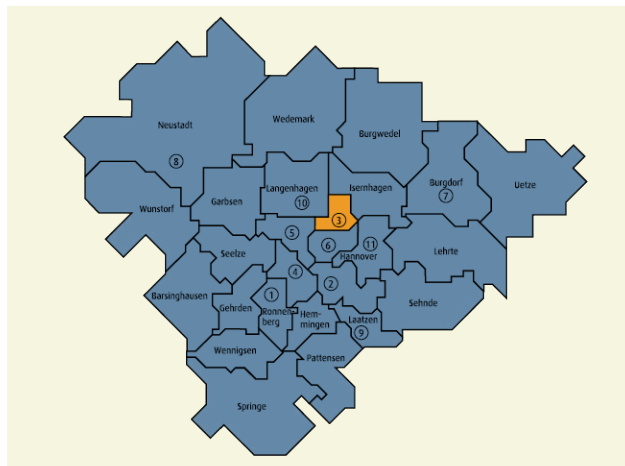 Wedemark
Neustadt
Burgwedel
⑧
Langenhagen
Isernhagen
Burgdorf
Uetze
⑦
Garbsen
⑩
Wunstorf
③
⑤
⑥
⑪
Hannover
Lehrte
Seelze
④
②
Barsinghausen
①
Gehrden
Ronnen-
berg
Hem-
mingen
Sehnde
Laatzen
⑨
Wennigsen
Pattensen
Springe